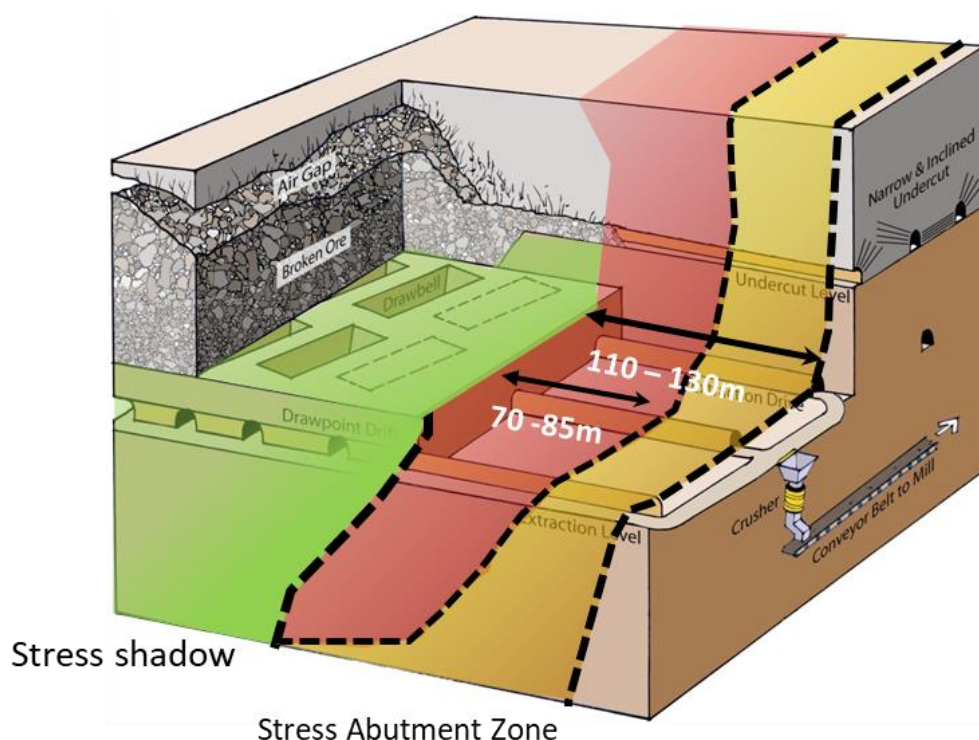 Air Gap
Broken Ore
Narrow & Inclined
Undercut
Drawbell
Undercut Level
110 – 130m
70 -85m
Drawpoint Drift
Drive
Extraction Level
Crusher
Conveyor Belt to Mill
Stress shadow
Stress Abutment Zone